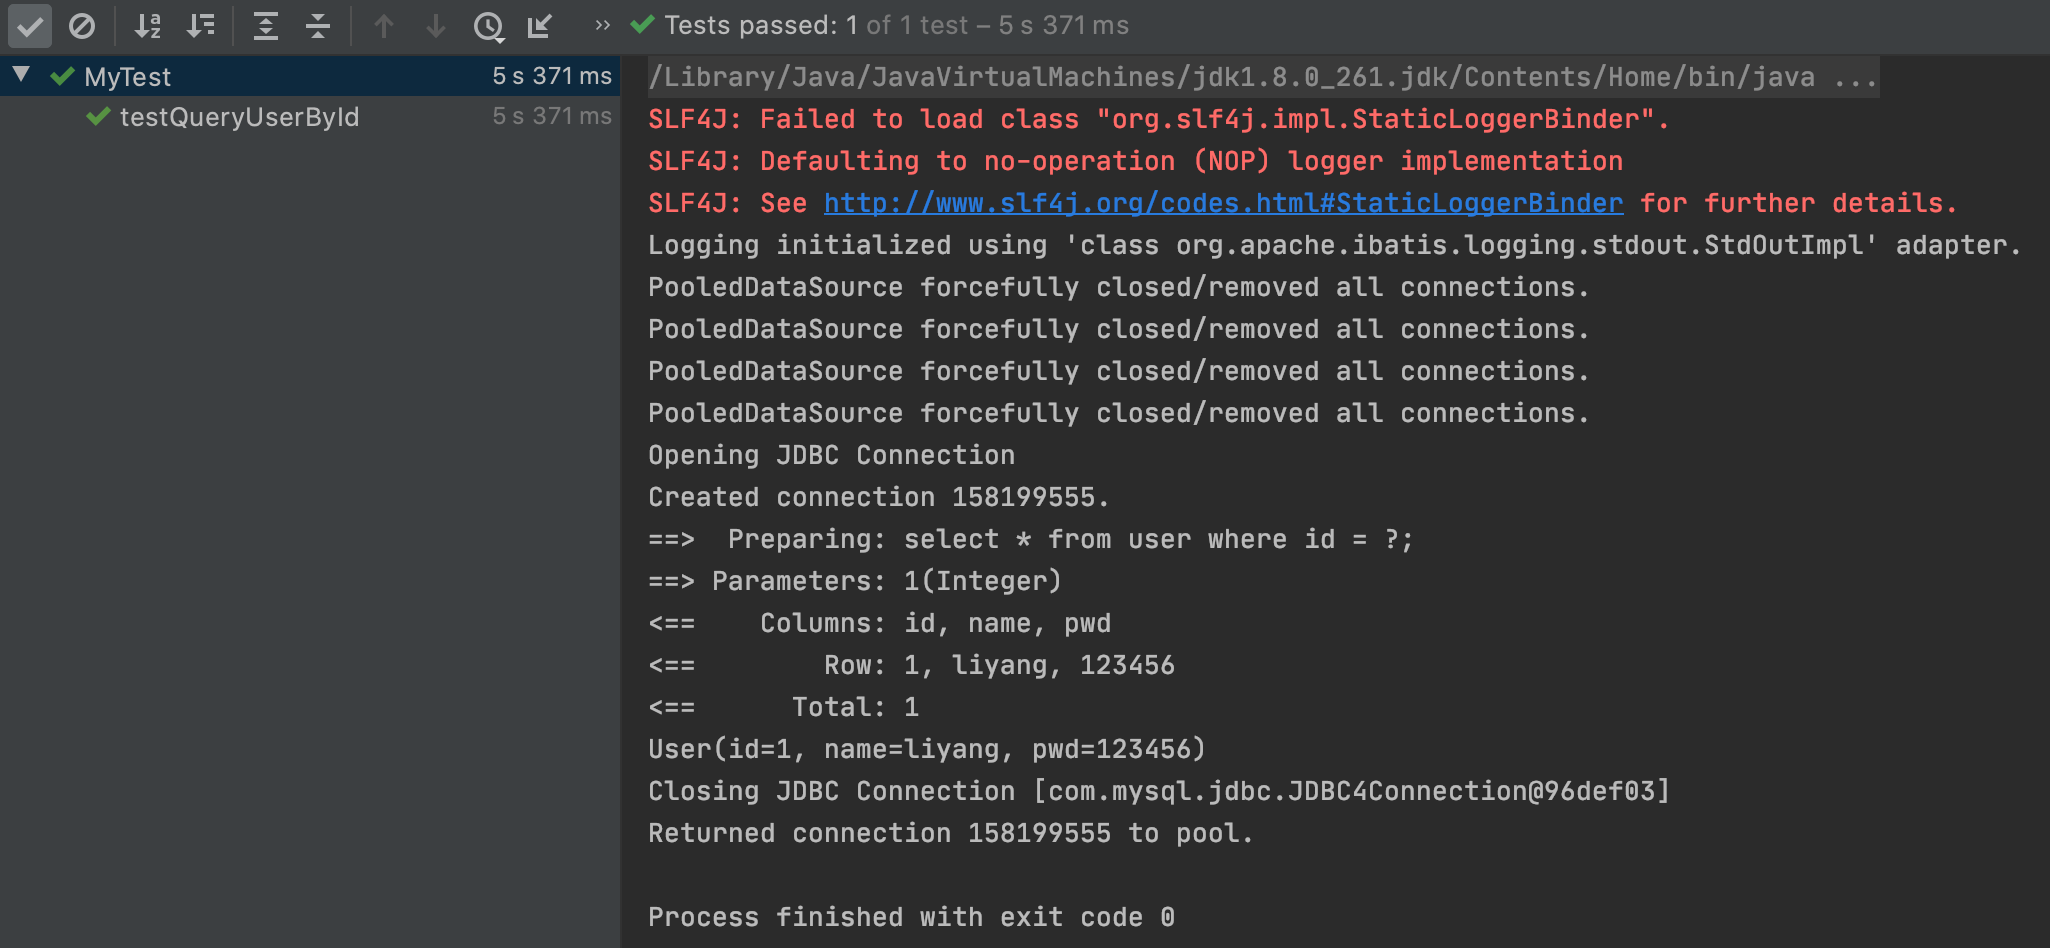 Tests passed: 1 of 1 test – 5 s 371 ms
MyTest 5 s 371 ms
testQueryUserById 5 s 371 ms
/Library/Java/JavaVirtualMachines/jdk1.8.0_261.jdk/Contents/Home/bin/java ...
SLF4J: Failed to load class "org.slf4j.impl.StaticLoggerBinder".
SLF4J: Defaulting to no-operation (NOP) logger implementation
SLF4J: See http://www.slf4j.org/codes.html#StaticLoggerBinder for further details.
Logging initialized using 'class org.apache.ibatis.logging.stdout.StdOutImpl' adapter.
PooledDataSource forcefully closed/removed all connections.
PooledDataSource forcefully closed/removed all connections.
PooledDataSource forcefully closed/removed all connections.
PooledDataSource forcefully closed/removed all connections.
Opening JDBC Connection
Created connection 158199555.
==>  Preparing: select * from user where id = ?;
==> Parameters: 1(Integer)
<==    Columns: id, name, pwd
<==        Row: 1, liyang, 123456
<==      Total: 1
User(id=1, name=liyang, pwd=123456)
Closing JDBC Connection [com.mysql.jdbc.JDBC4Connection@96def03]
Returned connection 158199555 to pool.
Process finished with exit code 0